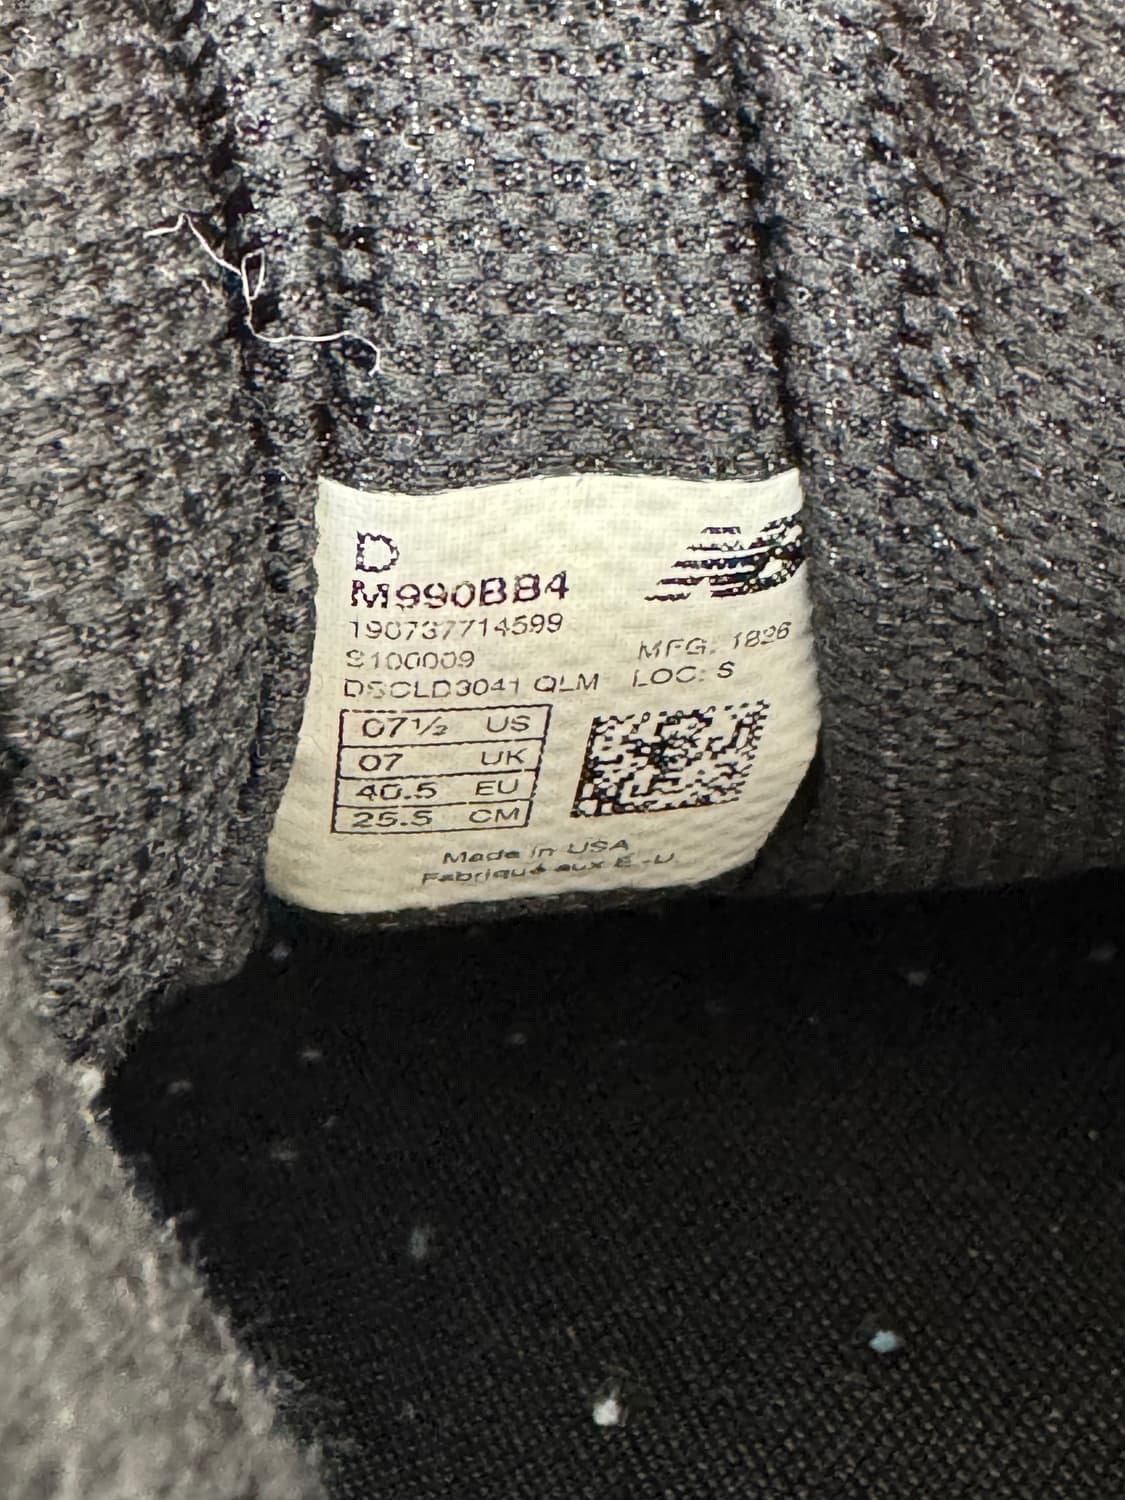 D
M990BB4
190737714599
S100009
DSCLD3041 QLM
MFG: 1826
LOC: S
07½ US
07 UK
40.5 EU
25.5 CM
Made in USA
Fabriqué aux É.-U